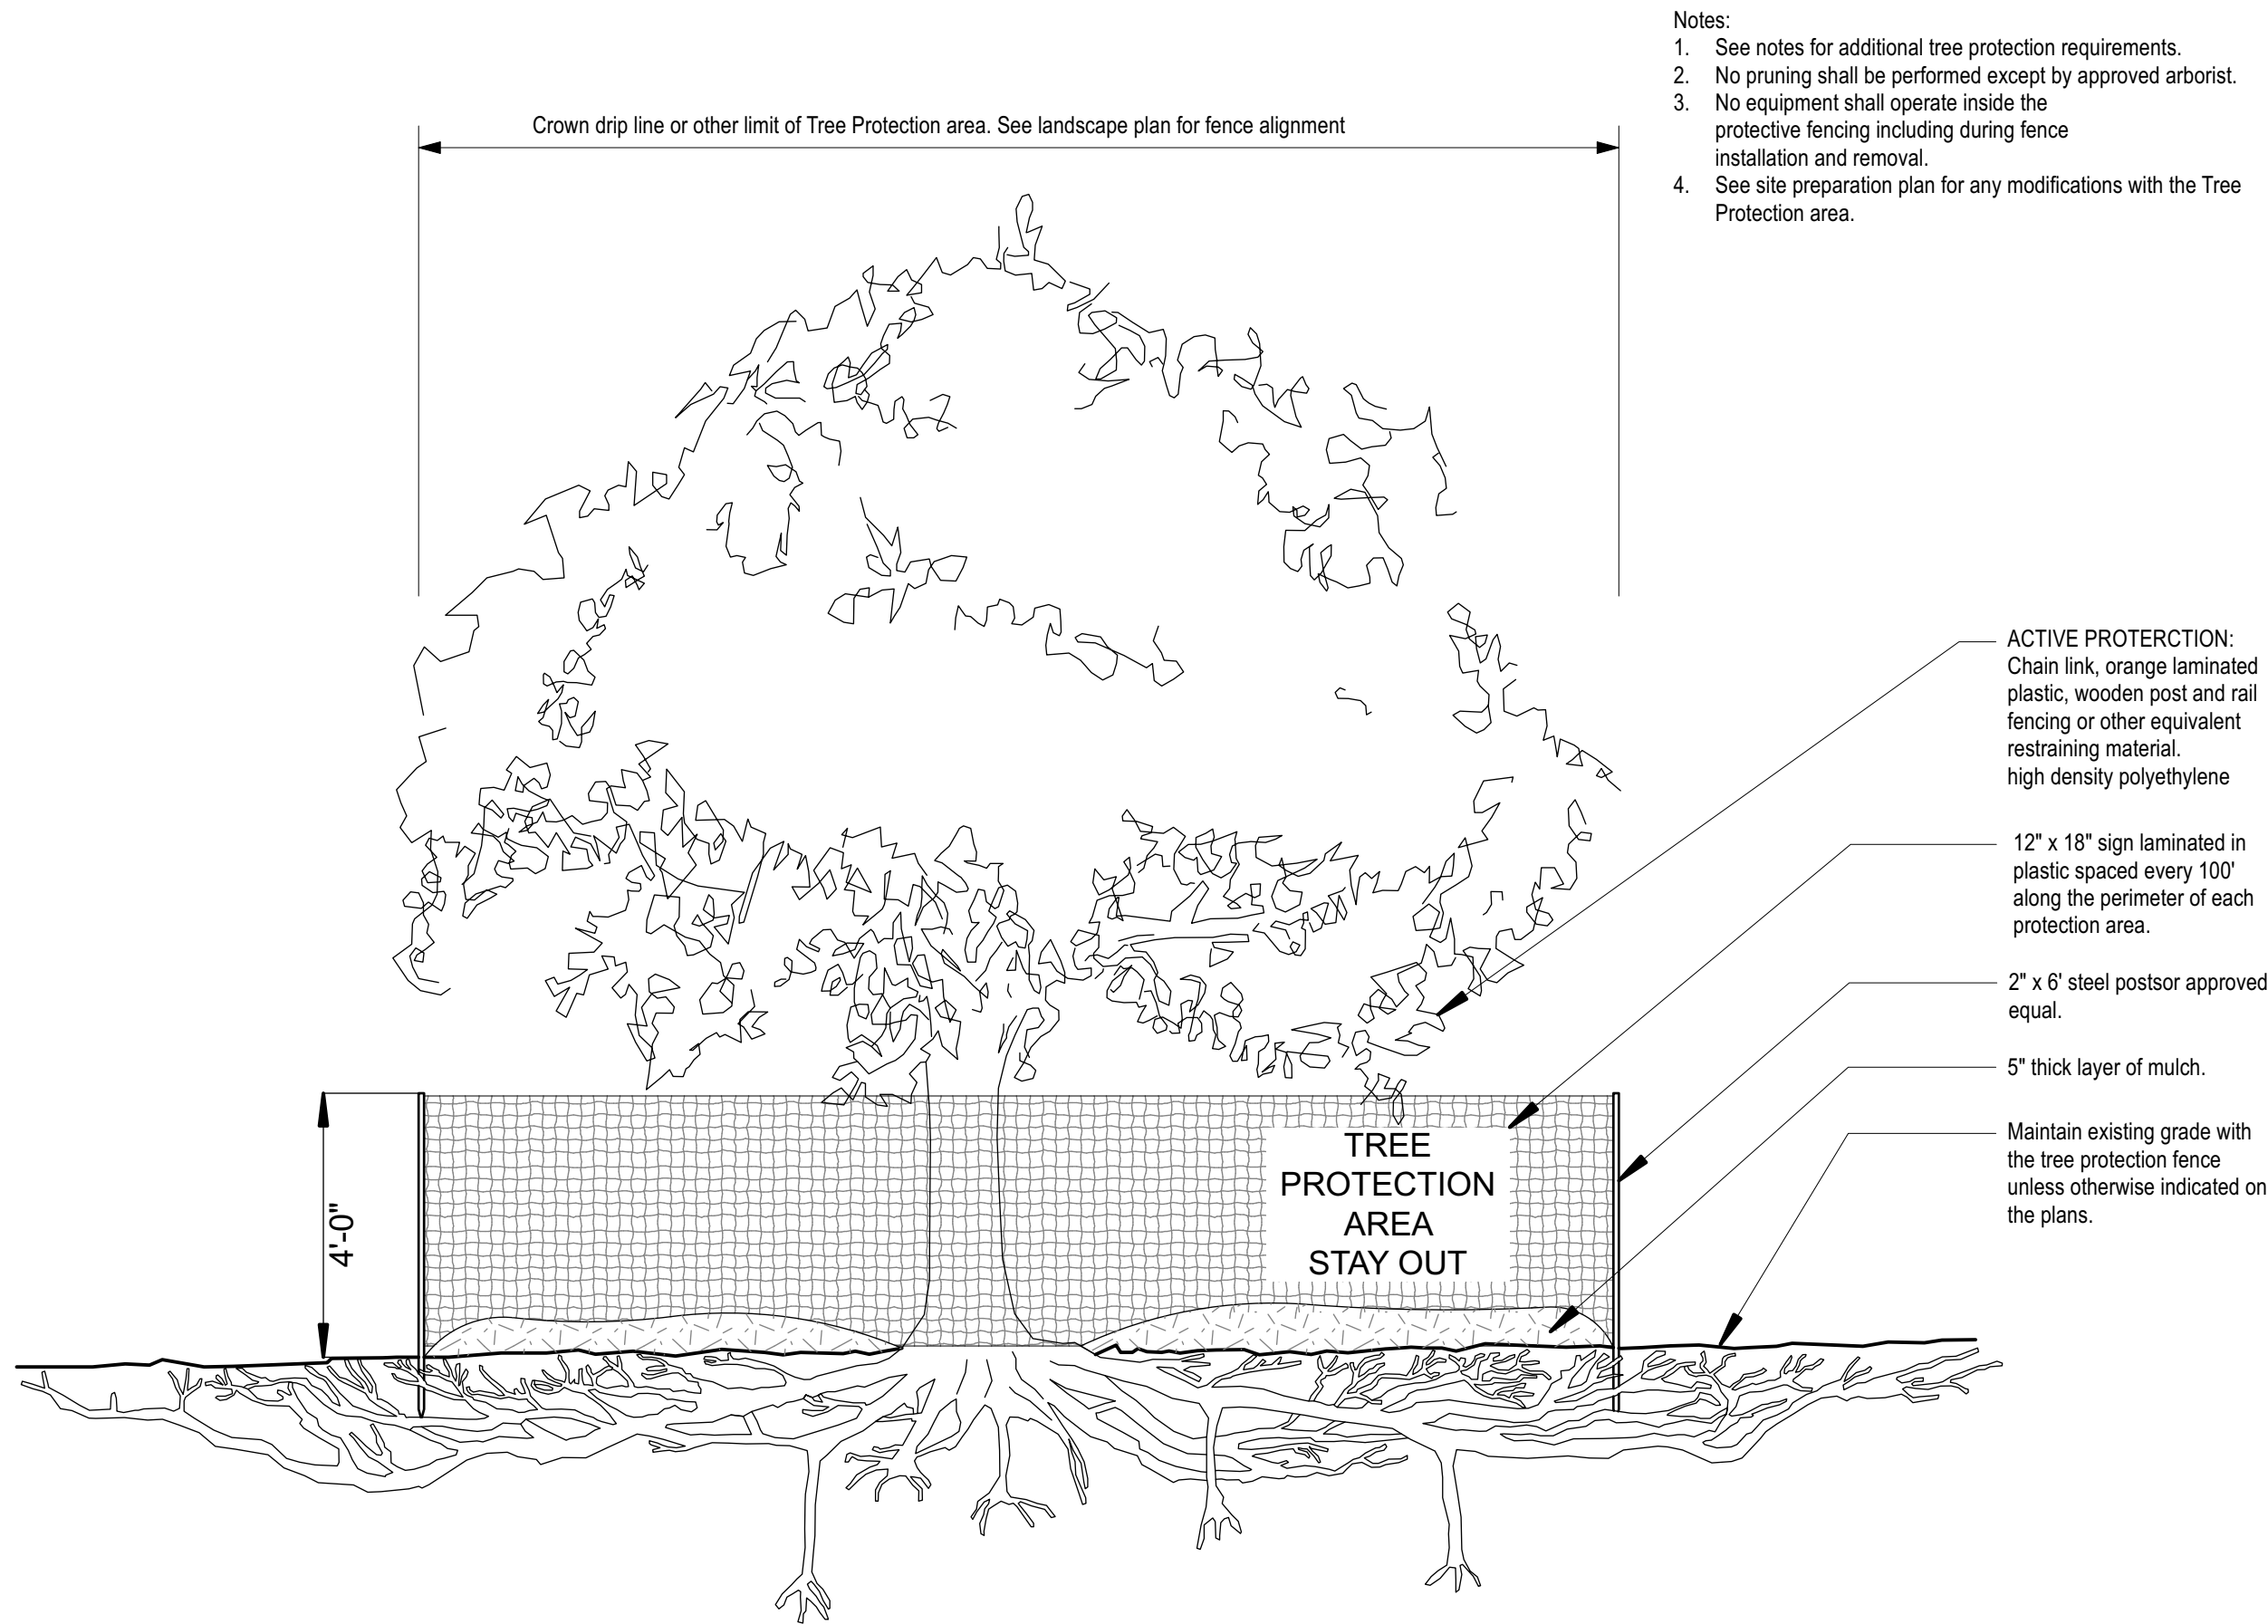 Notes:
1. See notes for additional tree protection requirements.
2. No pruning shall be performed except by approved arborist.
3. No equipment shall operate inside the
protective fencing including during fence
installation and removal.
4. See site preparation plan for any modifications with the Tree
Protection area.
Crown drip line or other limit of Tree Protection area. See landscape plan for fence alignment
ACTIVE PROTERCTION:
Chain link, orange laminated
plastic, wooden post and rail
fencing or other equivalent
restraining material.
high density polyethylene
12" x 18" sign laminated in
plastic spaced every 100'
along the perimeter of each
protection area.
2" x 6' steel postsor approved
equal.
5" thick layer of mulch.
Maintain existing grade with
the tree protection fence
unless otherwise indicated on
the plans.
4'-0"
TREE
PROTECTION
AREA
STAY OUT